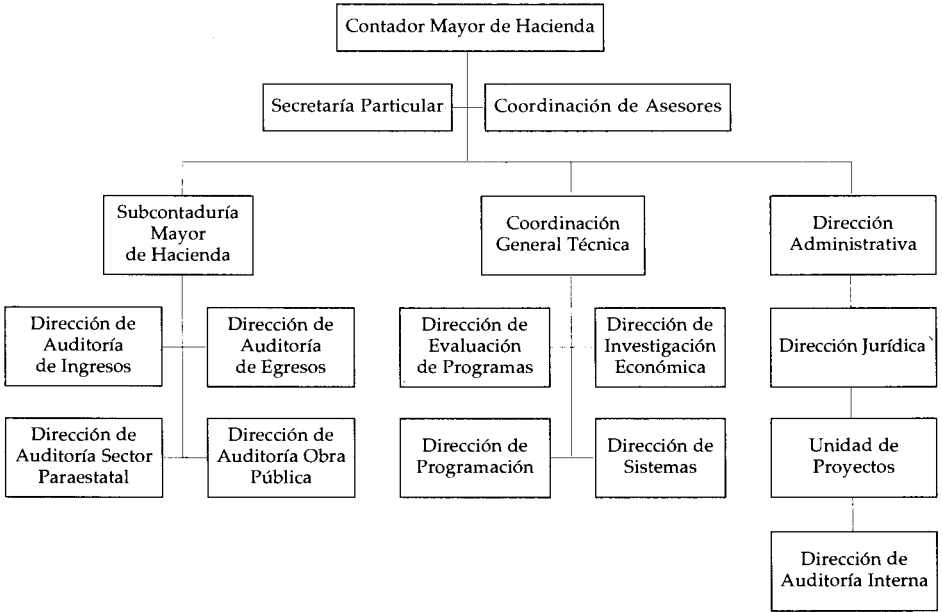 Contador Mayor de Hacienda
Secretaría Particular
Coordinación de Asesores
Subcontaduría
Mayor
de Hacienda
Coordinación
General Técnica
Dirección
Administrativa
Dirección de
Auditoría
de Ingresos
Dirección de
Auditoría
de Egresos
Dirección de
Evaluación
de Programas
Dirección de
Investigación
Económica
Dirección Jurídica
Dirección de
Auditoría Sector
Paraestatal
Dirección de
Auditoría Obra
Pública
Dirección de
Programación
Dirección de
Sistemas
Unidad de
Proyectos
Dirección de
Auditoría Interna